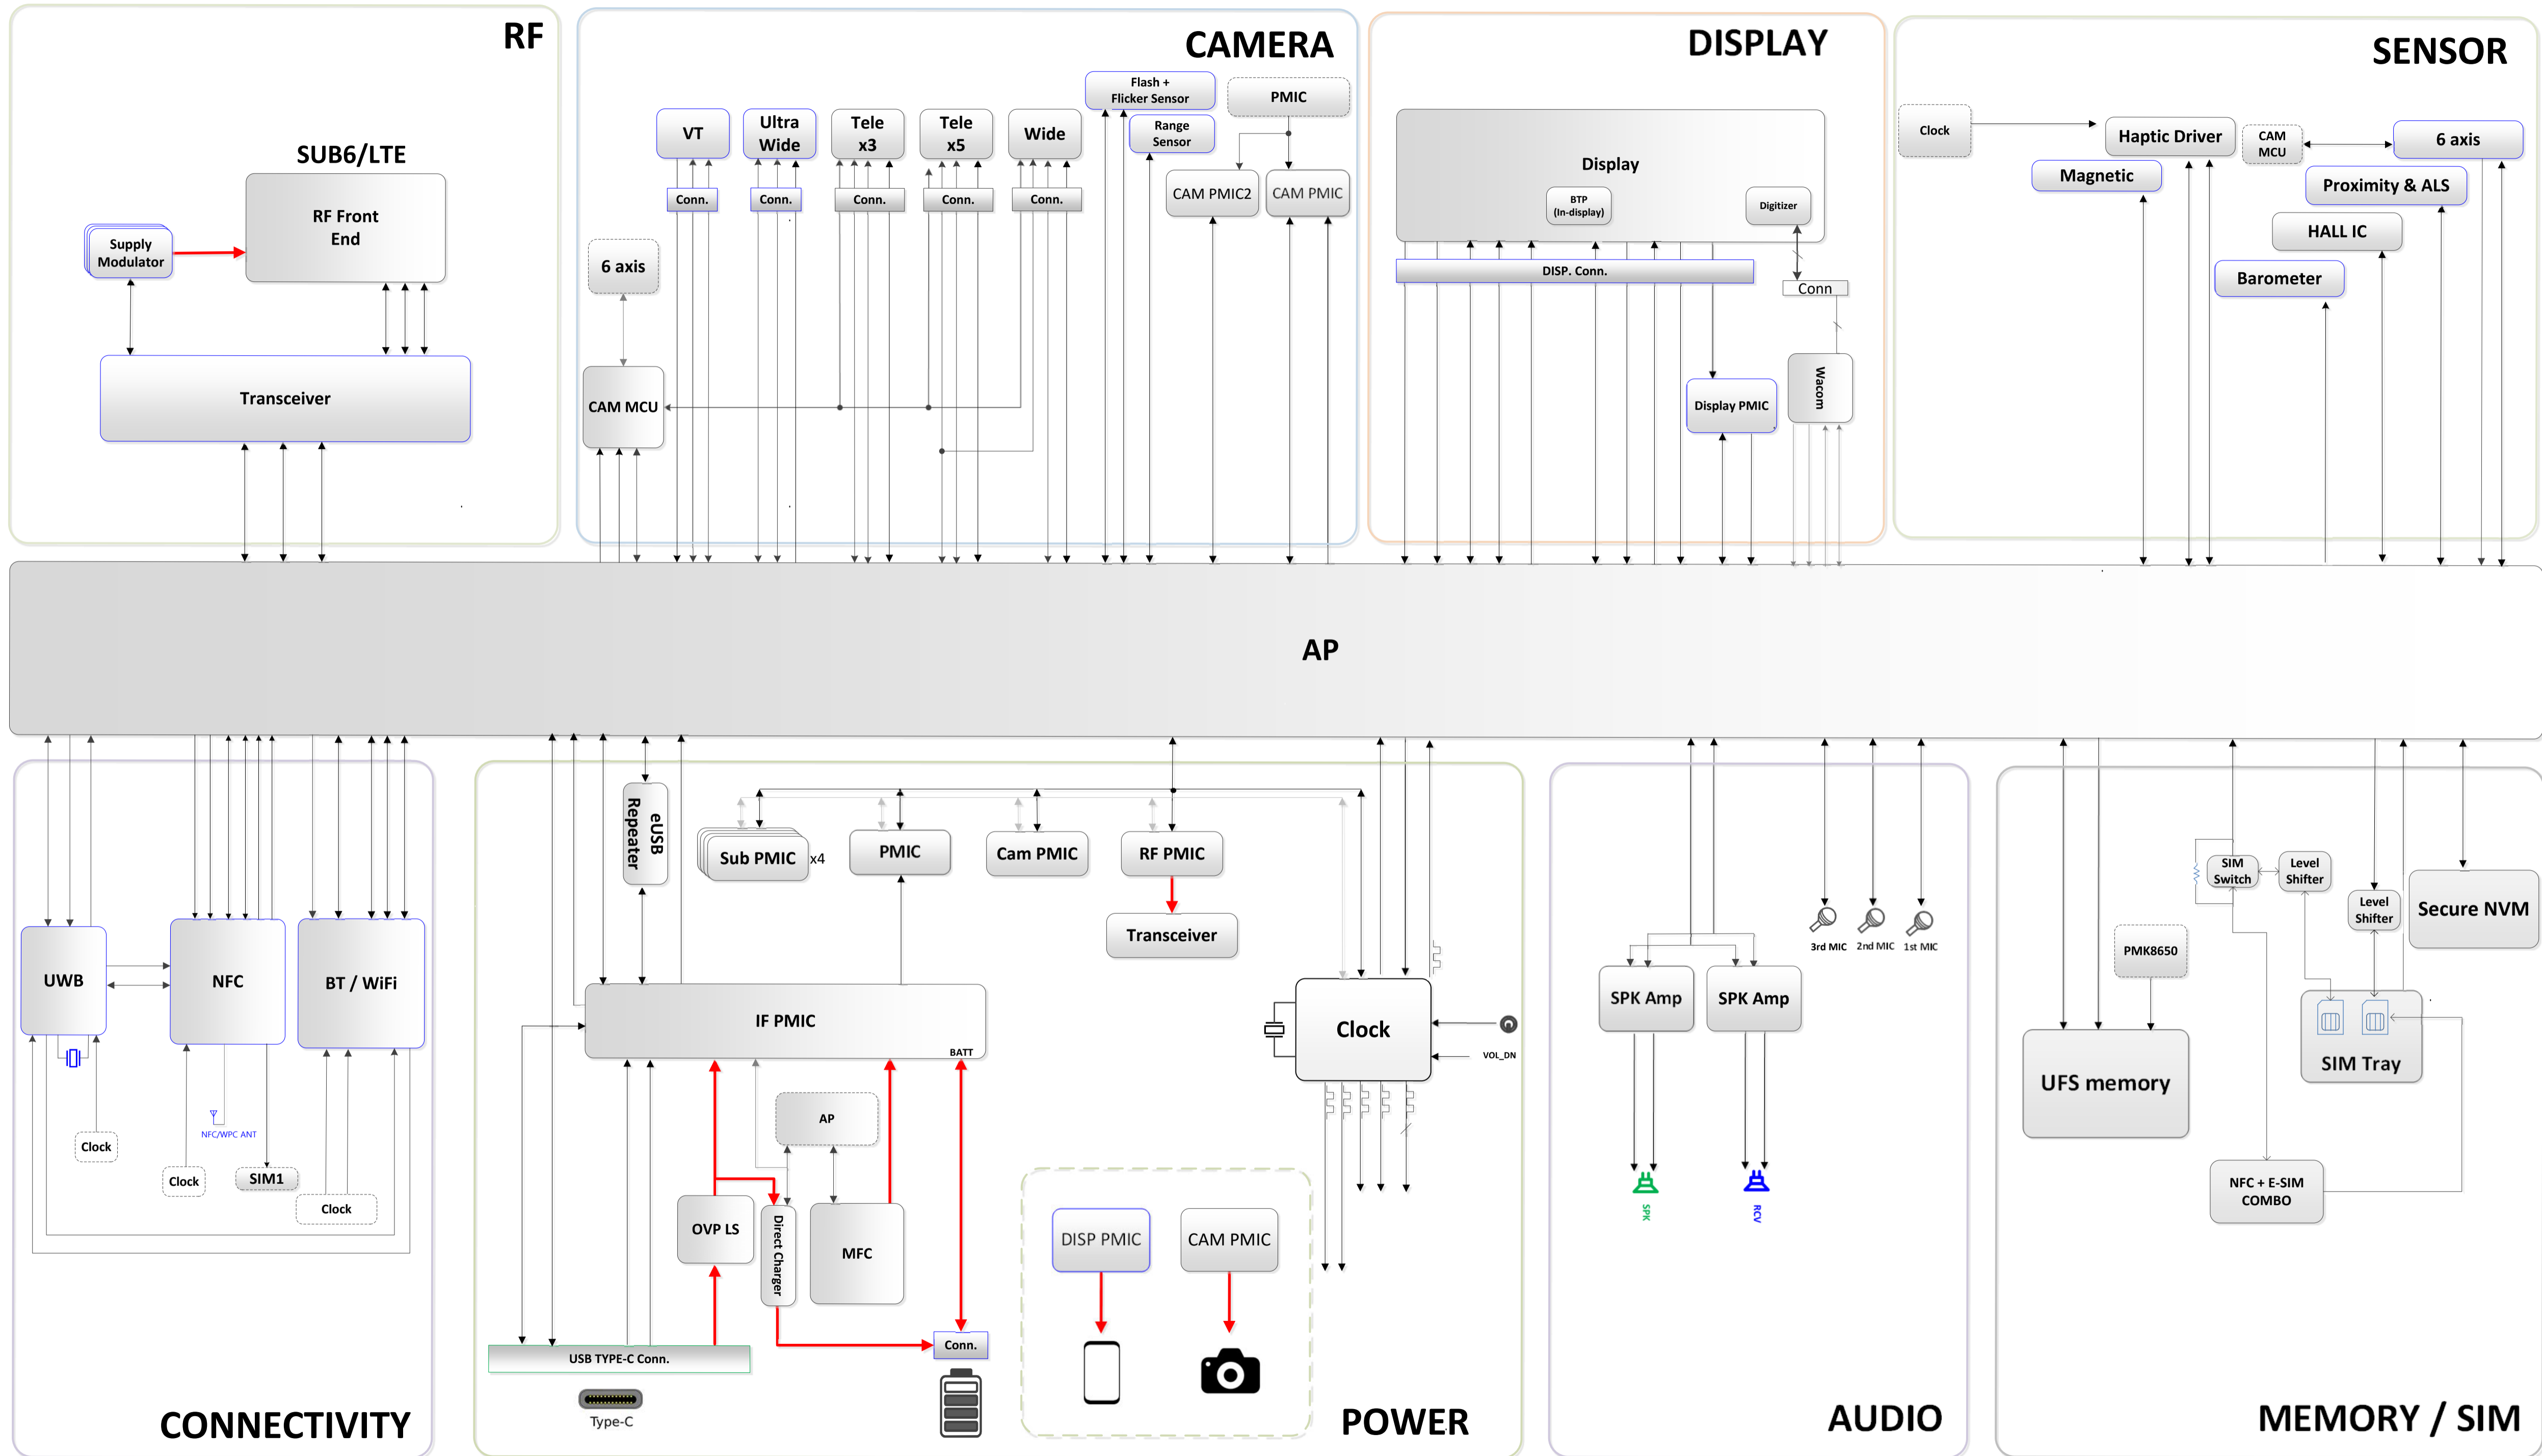 RF
SUB6/LTE
RF Front
End
Supply
Modulator
Transceiver
CAMERA
VT
Ultra
Wide
Tele
x3
Tele
x5
Wide
Flash +
Flicker Sensor
Range
Sensor
PMIC
CAM PMIC2
CAM PMIC
Conn.
Conn.
Conn.
Conn.
Conn.
6 axis
CAM MCU
DISPLAY
Display
BTP
(In-display)
Digitizer
DISP. Conn.
Conn
Display PMIC
Wacom
SENSOR
Clock
Haptic Driver
CAM
MCU
6 axis
Magnetic
Proximity & ALS
HALL IC
Barometer
AP
UWB
NFC
BT / WiFi
NFC/WPC ANT
Clock
Clock
SIM1
Clock
CONNECTIVITY
eUSB
Repeater
Sub PMIC
x4
PMIC
Cam PMIC
RF PMIC
Transceiver
IF PMIC
BATT
Clock
VOL_DN
AP
OVP LS
Direct Charger
MFC
DISP PMIC
CAM PMIC
USB TYPE-C Conn.
Conn.
Type-C
POWER
3rd MIC
2nd MIC
1st MIC
SPK Amp
SPK Amp
SPK
RCV
AUDIO
SIM
Switch
Level
Shifter
Level
Shifter
Secure NVM
PMK8650
UFS memory
SIM Tray
NFC + E-SIM
COMBO
MEMORY / SIM